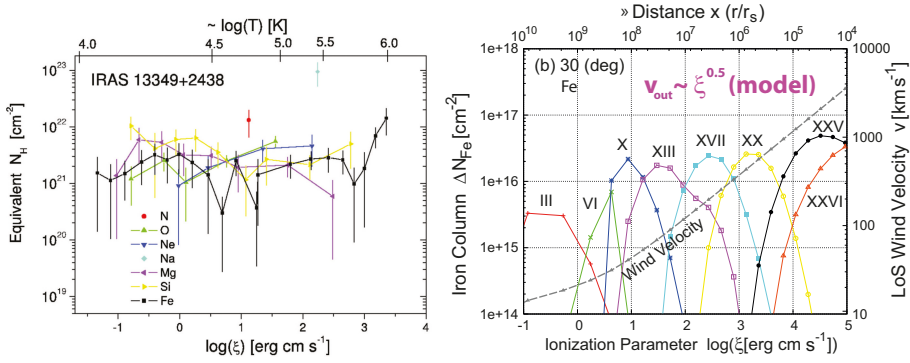 ~ log(T) [K]
4.0 4.5 5.0 5.5 6.0
IRAS 13349+2438
Equivalent N_H [cm^-2]
10^23
10^22
10^21
10^20
10^19
N
O
Ne
Na
Mg
Si
Fe
-1 0 1 2 3 4
log(ξ) [erg cm s^-1]
» Distance x (r/r_s)
10^10 10^9 10^8 10^7 10^6 10^5 10^4
(b) 30 (deg)
Fe
v_out ~ ξ^0.5 (model)
Iron Column ΔN_Fe [cm^-2]
1e+18
1e+17
1e+16
1e+15
1e+14
III
VI
X
XIII
XVII
XX
XXV
XXVI
Wind Velocity
LoS Wind Velocity v [km s^-1]
10000
1000
100
10
-1 0 1 2 3 4 5
Ionization Parameter log(ξ[erg cm s^-1])